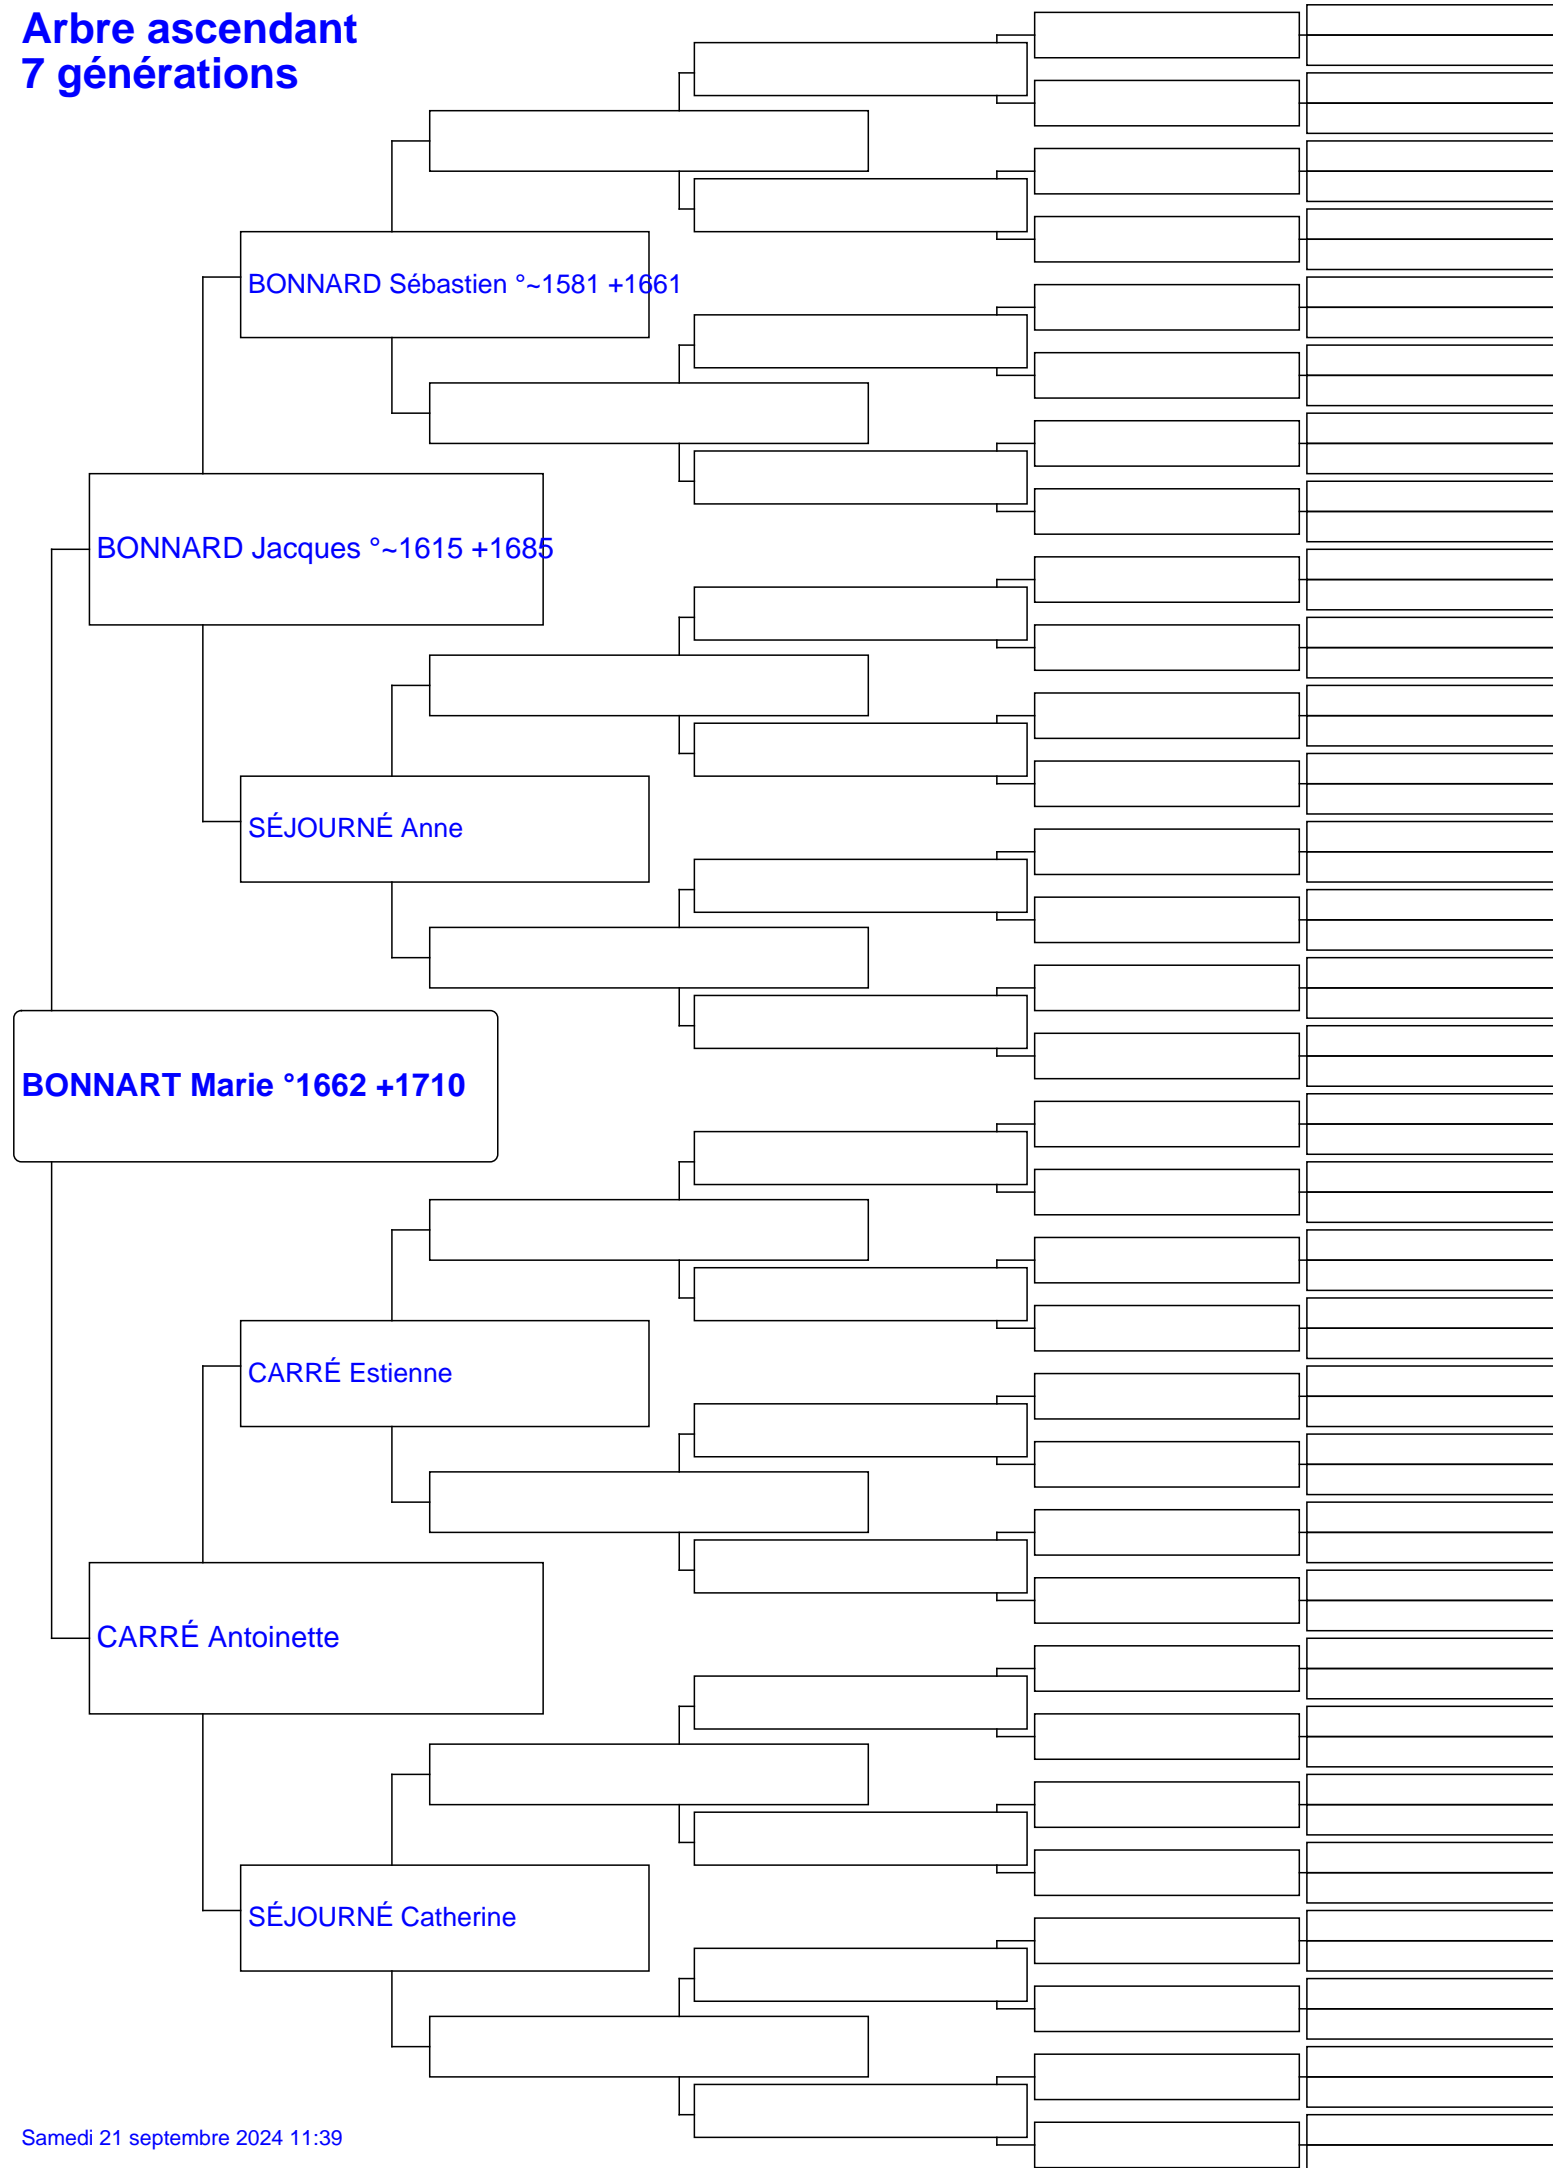 Arbre ascendant
7 générations
BONNARD Sébastien °~1581 +1661
BONNARD Jacques °~1615 +1685
SÉJOURNÉ Anne
BONNART Marie °1662 +1710
CARRÉ Estienne
CARRÉ Antoinette
SÉJOURNÉ Catherine
Samedi 21 septembre 2024 11:39